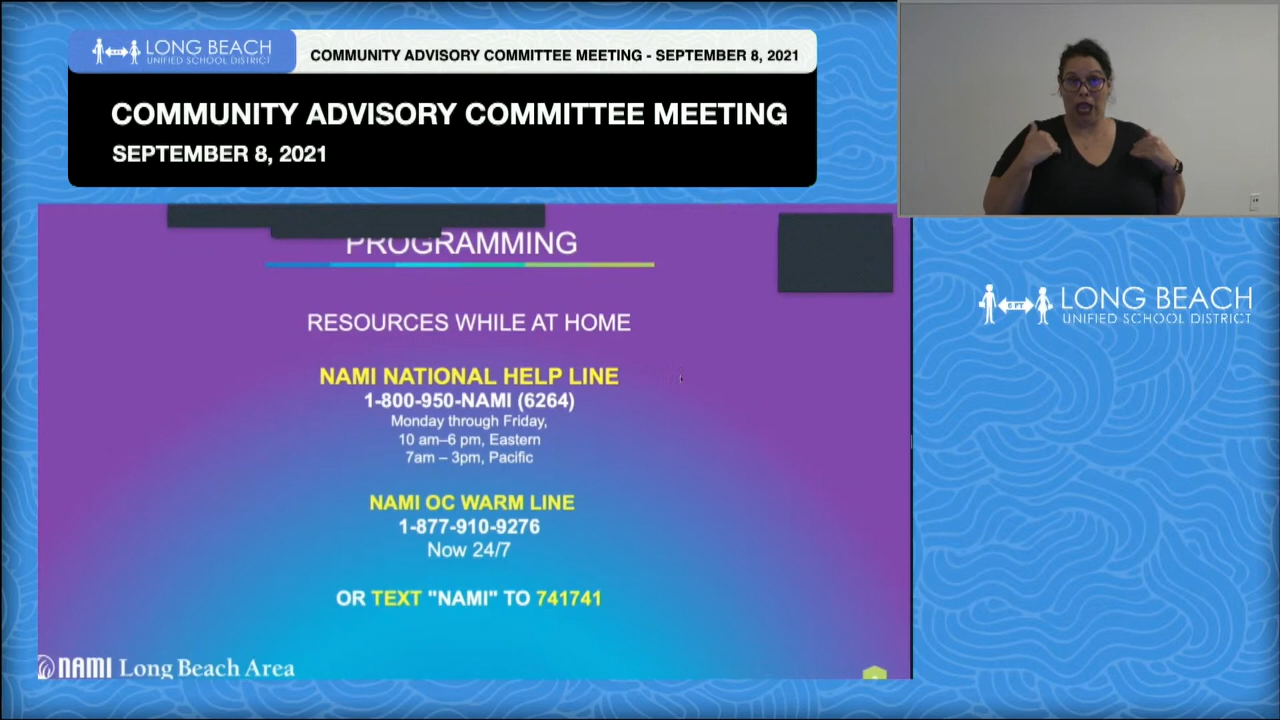 LONG BEACH
UNIFIED SCHOOL DISTRICT
COMMUNITY ADVISORY COMMITTEE MEETING - SEPTEMBER 8, 2021
COMMUNITY ADVISORY COMMITTEE MEETING
SEPTEMBER 8, 2021
PROGRAMMING
RESOURCES WHILE AT HOME
NAMI NATIONAL HELP LINE
1-800-950-NAMI (6264)
Monday through Friday,
10 am–6 pm, Eastern
7am – 3pm, Pacific
NAMI OC WARM LINE
1-877-910-9276
Now 24/7
OR TEXT "NAMI" TO 741741
NAMI Long Beach Area
6 FT
LONG BEACH
UNIFIED SCHOOL DISTRICT